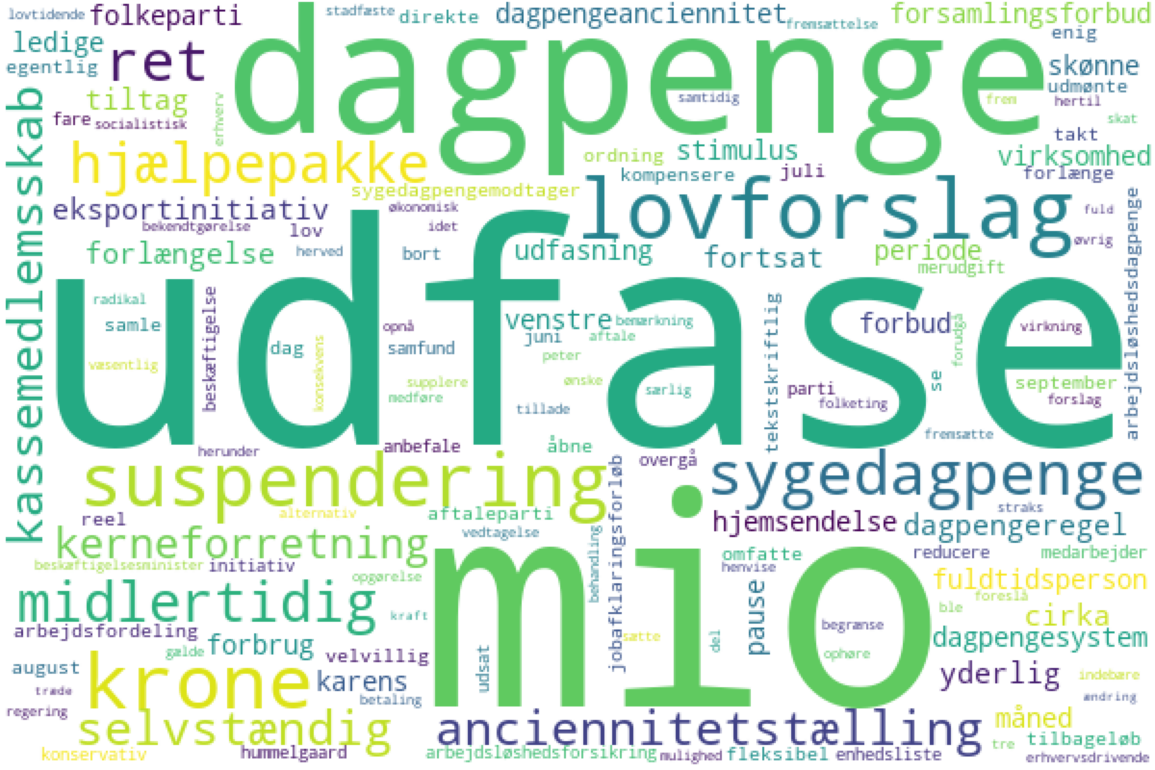 lovtidende
folkeparti
stadfæste
direkte
dagpengeanciennitet
fremsættelse
forsamlingsforbud
ledige
ret
dagpenge
enig
egentlig
skønne
tiltag
erhverv
samtidig
frem
udmønte
hertil
fare
socialistisk
skat
takt
hjælpepakke
ordning
stimulus
virksomhed
kompensere
juli
forlænge
sygedagpengemodtager
lovforslag
kassemedlemsskab
eksportinitiativ
økonomisk
fuld
bekendtgørelse
lov
idet
øvrig
arbejdsløshedsdagpenge
forlængelse
herved
bort
udfasning
fortsat
periode
merudgift
udfase
radikal
samle
beskæftigelse
opnå
venstre
bemærkning
tekstskriftlig
forbud
forudgå
virkning
væsentlig
dag
konsekvens
samfund
juni
aftale
peter
supplere
ønske
særlig
parti
se
september
medføre
tillade
folketing
forslag
herunder
anbefale
åbne
fremsætte
overgå
suspendering
sygedagpenge
jobafklaringsforløb
alternativ
aftaleparti
straks
reel
vedtagelse
hjemsendelse
dagpengeregel
kerneforretning
behandling
mio
omfatte
reducere
medarbejder
beskæftigelsesminister
initiativ
henvise
opgørelse
fuldtidsperson
midlertidig
pause
foreslå
kraft
ble
cirka
arbejdsfordeling
forbrug
sætte
del
begrænse
dagpengesystem
gælde
velvillig
ophøre
august
krone
karens
udsat
yderlig
indebære
træde
betaling
ændring
regering
selvstændig
anciennitetstælling
måned
tre
tilbageløb
konservativ
hummelgaard
arbejdsløshedsforsikring
mulighed
fleksibel
enhedsliste
erhvervsdrivende